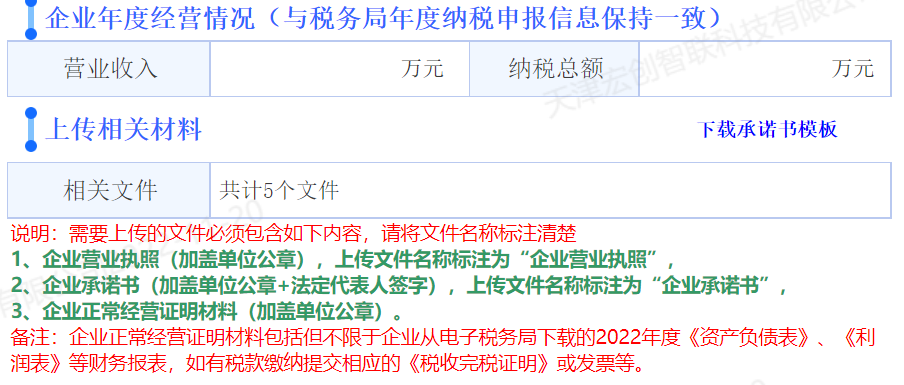 企业年度经营情况（与税务局年度纳税申报信息保持一致）
营业收入 万元 纳税总额 万元
上传相关材料 下载承诺书模板
相关文件 共计5个文件
说明：需要上传的文件必须包含如下内容，请将文件名称标注清楚
1、企业营业执照（加盖单位公章），上传文件名称标注为“企业营业执照”，
2、企业承诺书（加盖单位公章+法定代表人签字），上传文件名称标注为“企业承诺书”，
3、企业正常经营证明材料（加盖单位公章）。
备注：企业正常经营证明材料包括但不限于企业从电子税务局下载的2022年度《资产负债表》、《利
润表》等财务报表，如有税款缴纳提交相应的《税收完税证明》或发票等。
天津宏创智联科技有限公